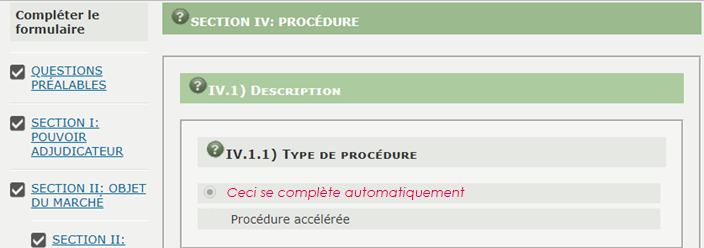 Compléter le
formulaire
QUESTIONS
PRÉALABLES
SECTION I:
POUVOIR
ADJUDICATEUR
SECTION II: OBJET
DU MARCHÉ
SECTION II:
SECTION IV: PROCÉDURE
IV.1) DESCRIPTION
IV.1.1) TYPE DE PROCÉDURE
Ceci se complète automatiquement
Procédure accélérée